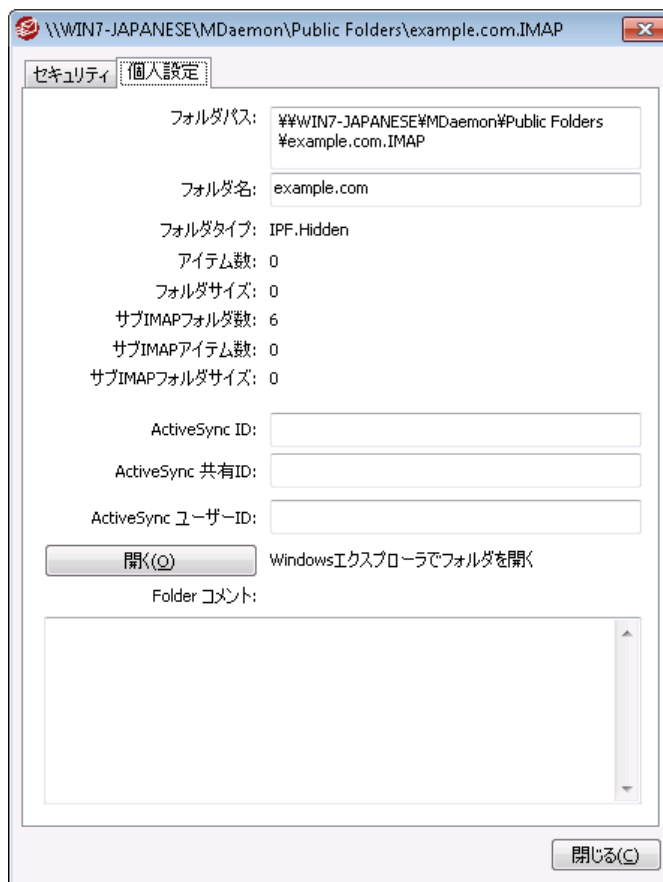 \\WIN7-JAPANESE\MDaemon\Public Folders\example.com.IMAP
セキュリティ 個人設定
フォルダパス: ¥¥WIN7-JAPANESE¥MDaemon¥Public Folders
¥example.com.IMAP
フォルダ名: example.com
フォルダタイプ: IPF.Hidden
アイテム数: 0
フォルダサイズ: 0
サブIMAPフォルダ数: 6
サブIMAPアイテム数: 0
サブIMAPフォルダサイズ: 0
ActiveSync ID:
ActiveSync 共有ID:
ActiveSync ユーザーID:
開く(O) Windowsエクスプローラでフォルダを開く
Folder コメント:
閉じる(C)